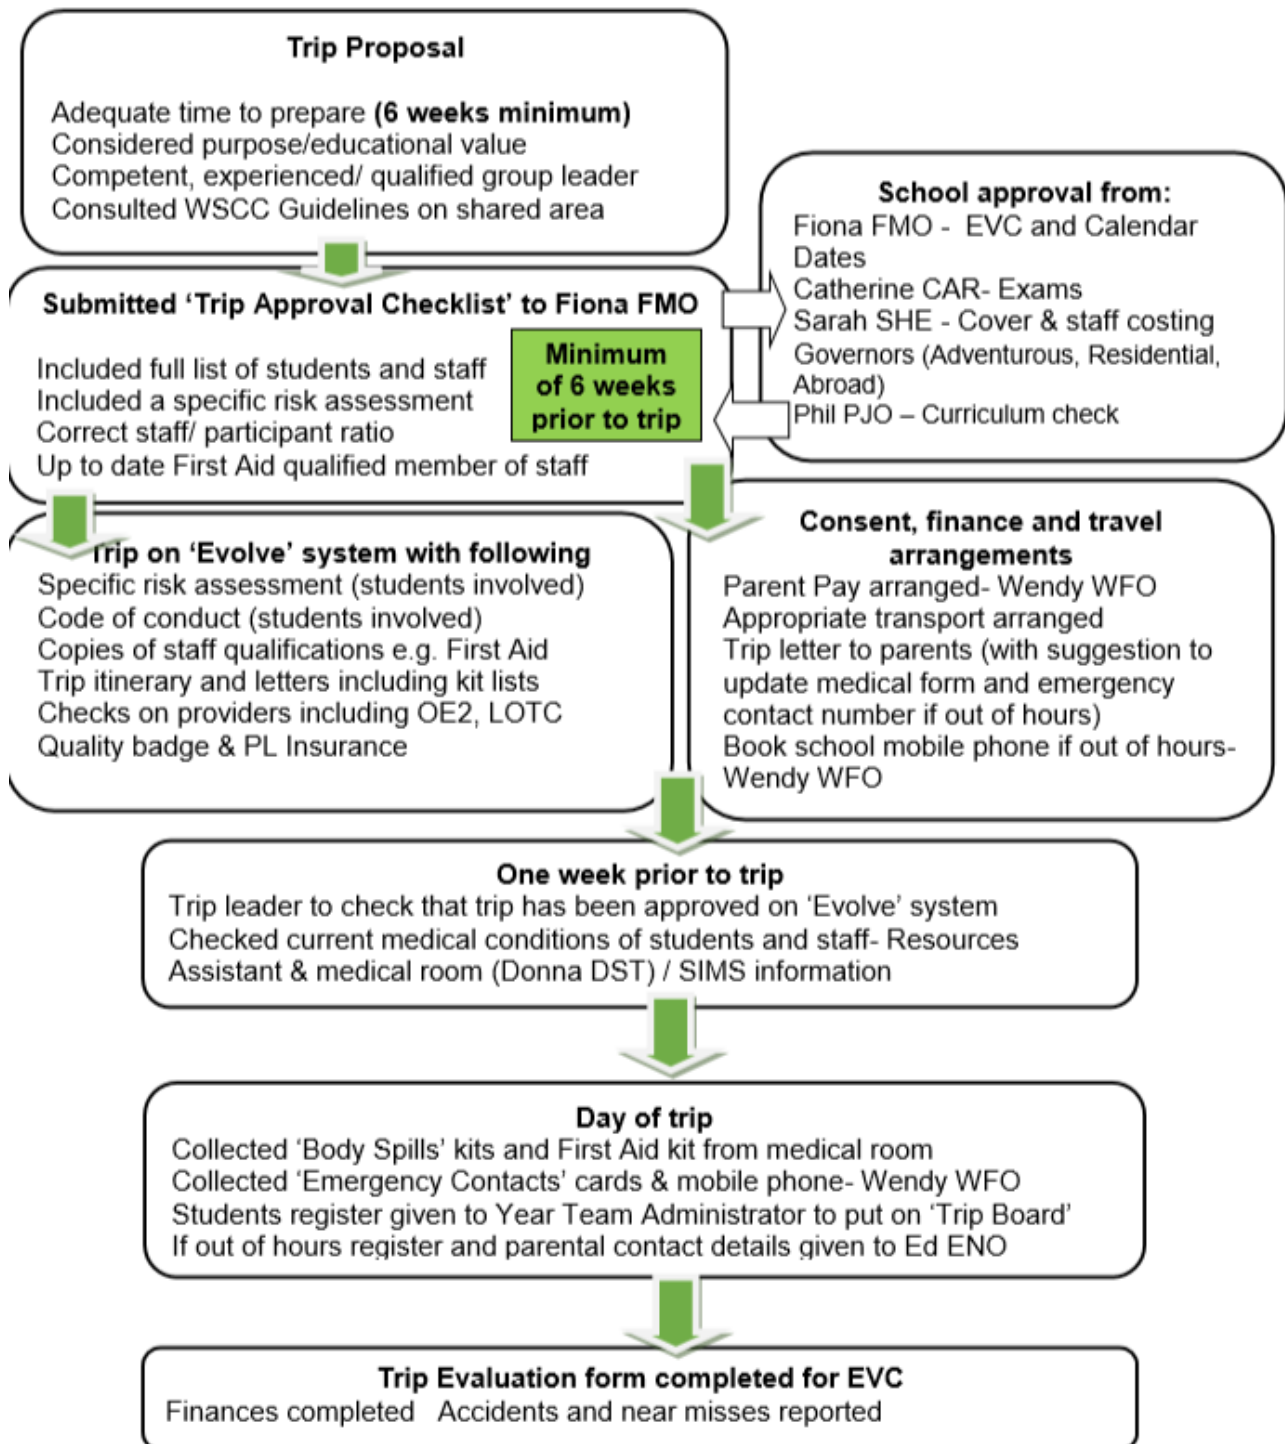 Trip Proposal
Adequate time to prepare (6 weeks minimum)
Considered purpose/educational value
Competent, experienced/ qualified group leader
Consulted WSCC Guidelines on shared area
School approval from:
Fiona FMO - EVC and Calendar
Dates
Catherine CAR- Exams
Sarah SHE - Cover & staff costing
Governors (Adventurous, Residential,
Abroad)
Phil PJO – Curriculum check
Submitted ‘Trip Approval Checklist’ to Fiona FMO
Included full list of students and staff
Included a specific risk assessment
Correct staff/ participant ratio
Up to date First Aid qualified member of staff
Minimum
of 6 weeks
prior to trip
Trip on ‘Evolve’ system with following
Specific risk assessment (students involved)
Code of conduct (students involved)
Copies of staff qualifications e.g. First Aid
Trip itinerary and letters including kit lists
Checks on providers including OE2, LOTC
Quality badge & PL Insurance
Consent, finance and travel
arrangements
Parent Pay arranged- Wendy WFO
Appropriate transport arranged
Trip letter to parents (with suggestion to
update medical form and emergency
contact number if out of hours)
Book school mobile phone if out of hours-
Wendy WFO
One week prior to trip
Trip leader to check that trip has been approved on ‘Evolve’ system
Checked current medical conditions of students and staff- Resources
Assistant & medical room (Donna DST) / SIMS information
Day of trip
Collected ‘Body Spills’ kits and First Aid kit from medical room
Collected ‘Emergency Contacts’ cards & mobile phone- Wendy WFO
Students register given to Year Team Administrator to put on ‘Trip Board’
If out of hours register and parental contact details given to Ed ENO
Trip Evaluation form completed for EVC
Finances completed Accidents and near misses reported